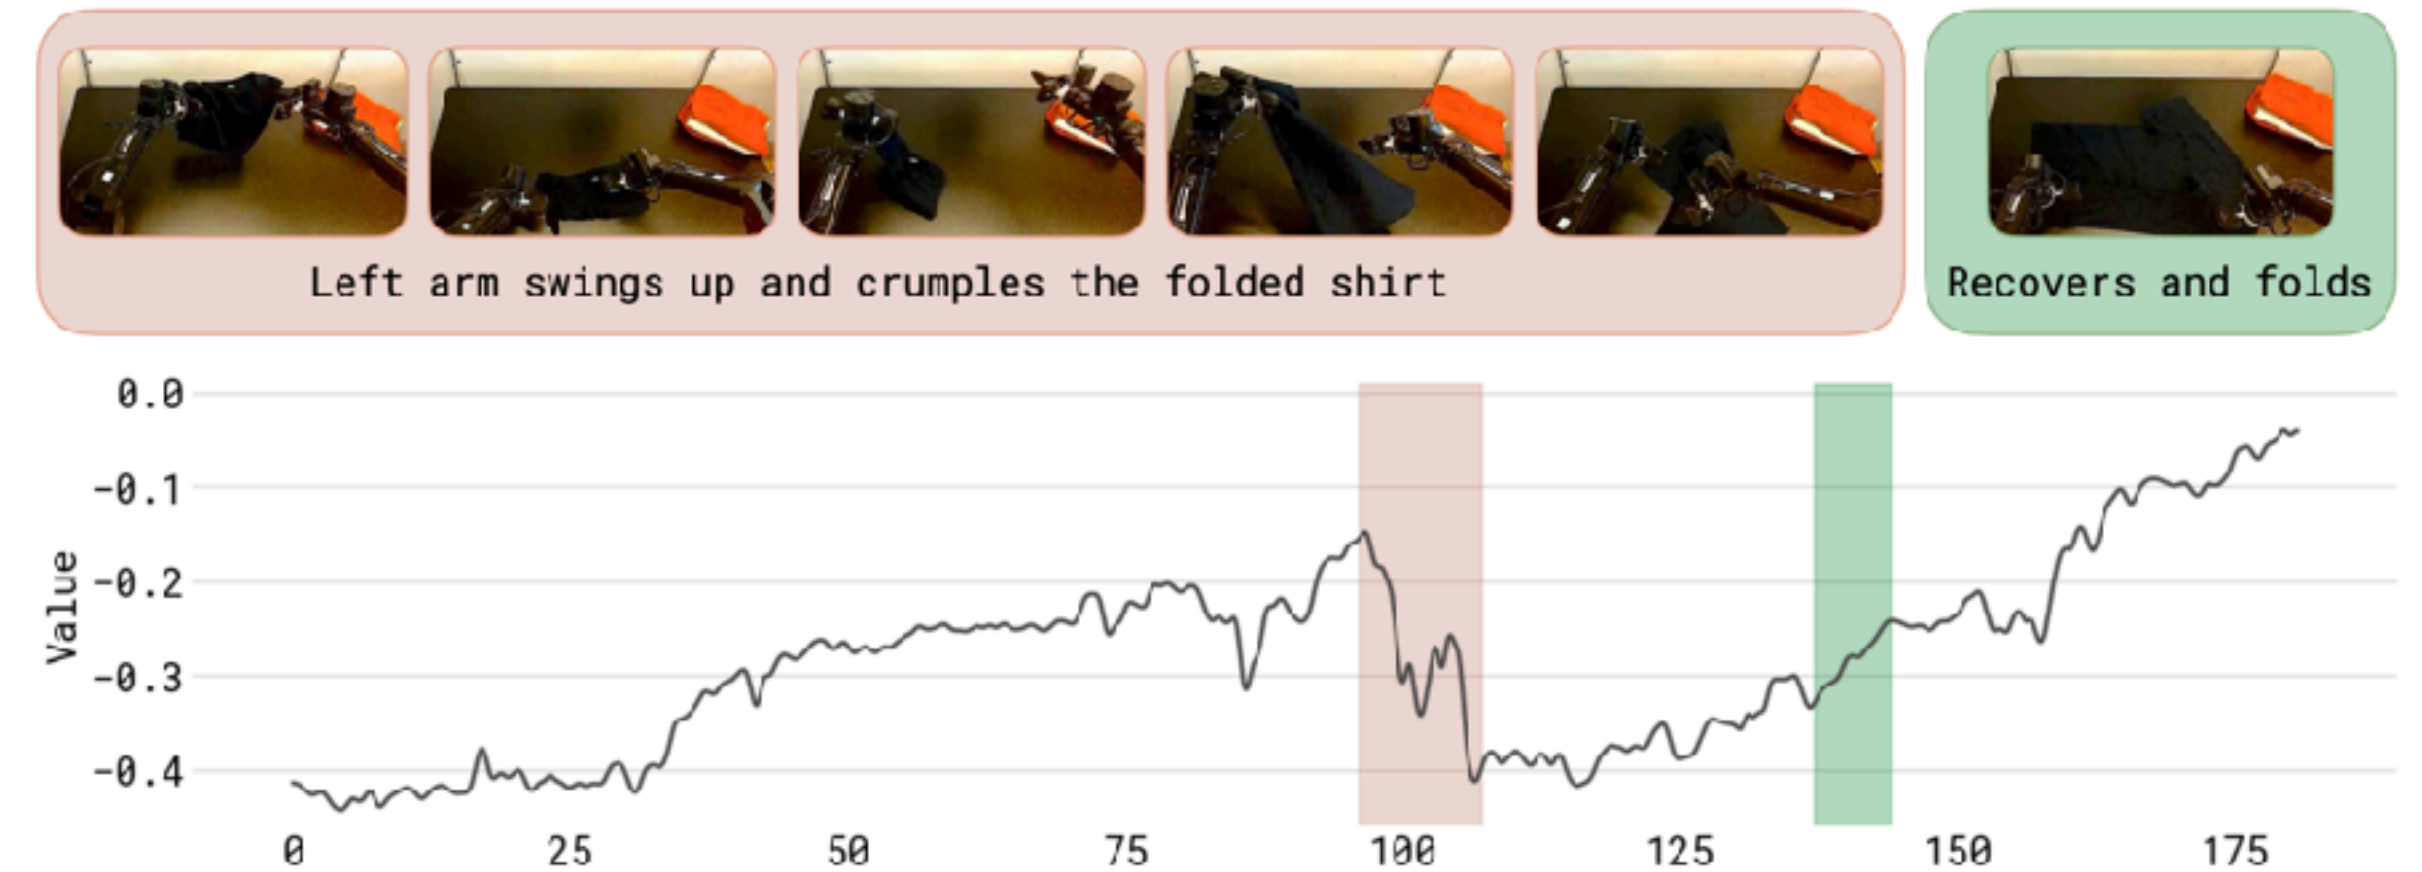 Left arm swings up and crumples the folded shirt
Recovers and folds
0.0
-0.1
-0.2
-0.3
-0.4
Value
0 25 50 75 100 125 150 175